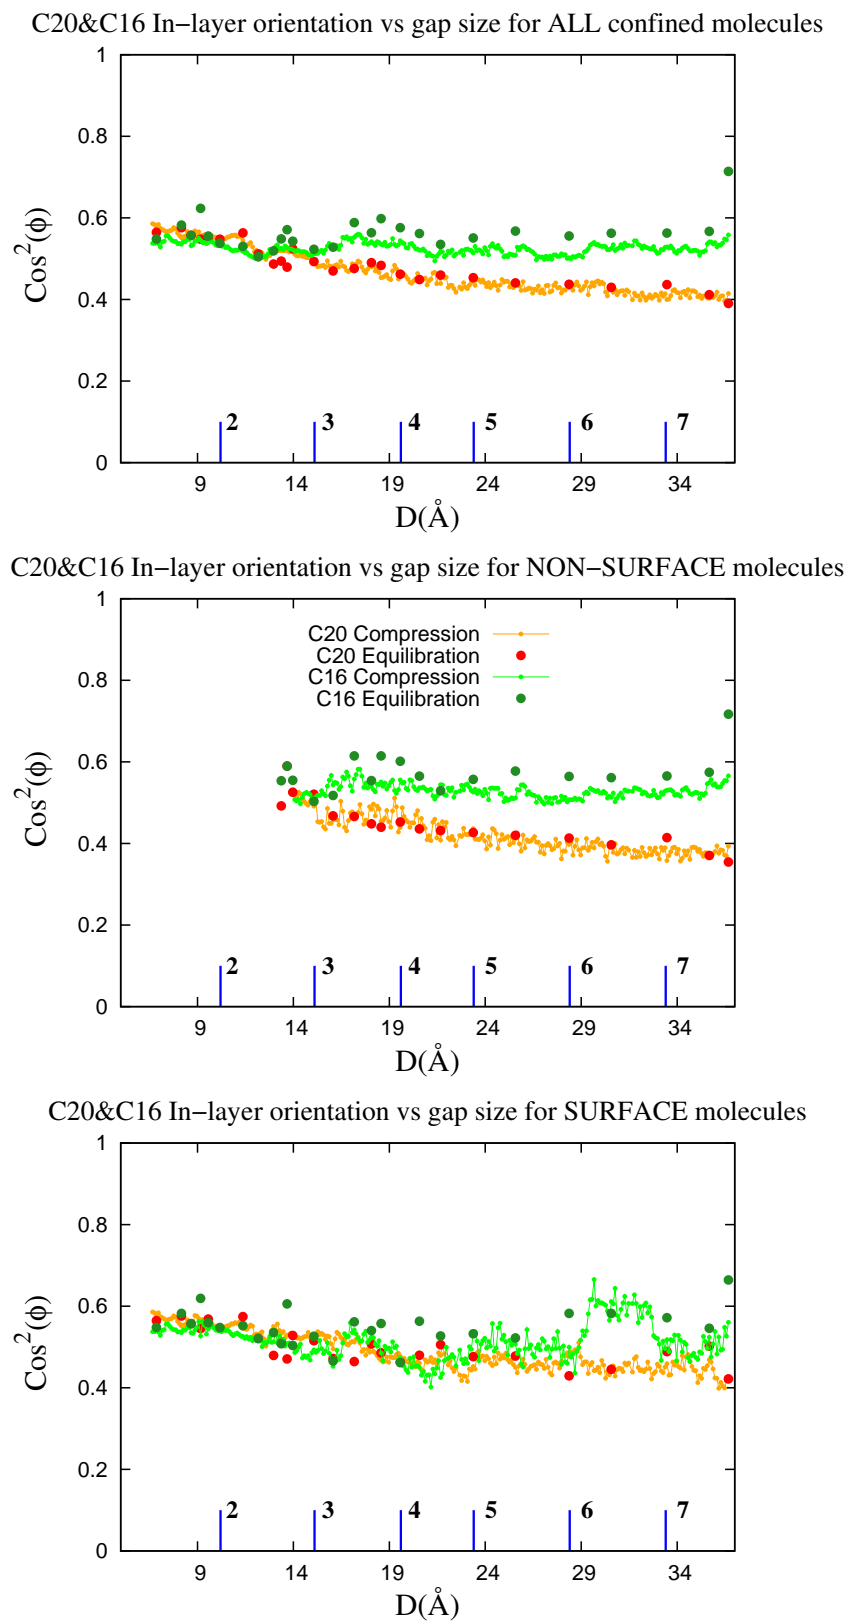 C20&C16 In−layer orientation vs gap size for ALL confined molecules
1
0.8
0.6
0.4
0.2
0
Cos²(ϕ)
2 3 4 5 6 7
9 14 19 24 29 34
D(Å)
C20&C16 In−layer orientation vs gap size for NON−SURFACE molecules
1
0.8
0.6
0.4
0.2
0
Cos²(ϕ)
C20 Compression
C20 Equilibration
C16 Compression
C16 Equilibration
2 3 4 5 6 7
9 14 19 24 29 34
D(Å)
C20&C16 In−layer orientation vs gap size for SURFACE molecules
1
0.8
0.6
0.4
0.2
0
Cos²(ϕ)
2 3 4 5 6 7
9 14 19 24 29 34
D(Å)